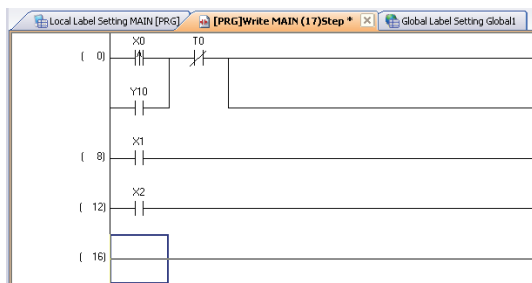 Local Label Setting MAIN [PRG] [PRG]Write MAIN (17)Step * Global Label Setting Global1
X0 T0
( 0)
Y10
X1
( 8)
X2
( 12)
( 16)